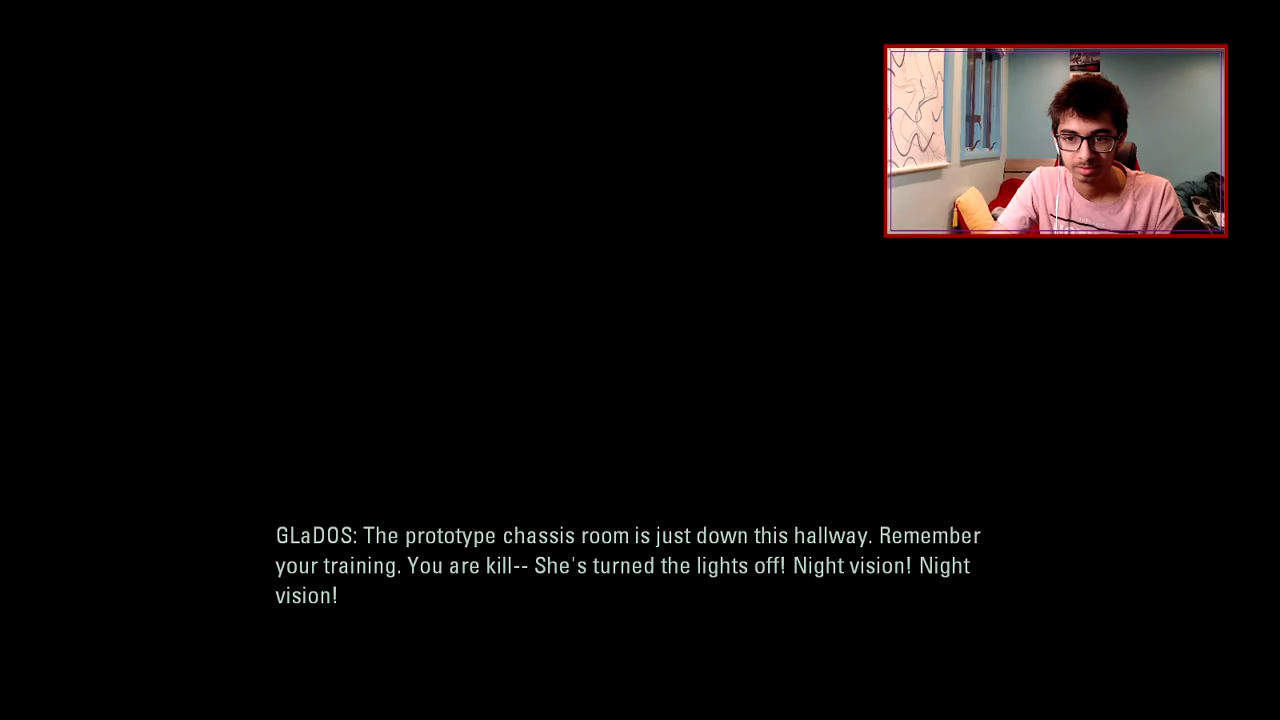 GLaDOS: The prototype chassis room is just down this hallway. Remember
your training. You are kill-- She's turned the lights off! Night vision! Night
vision!